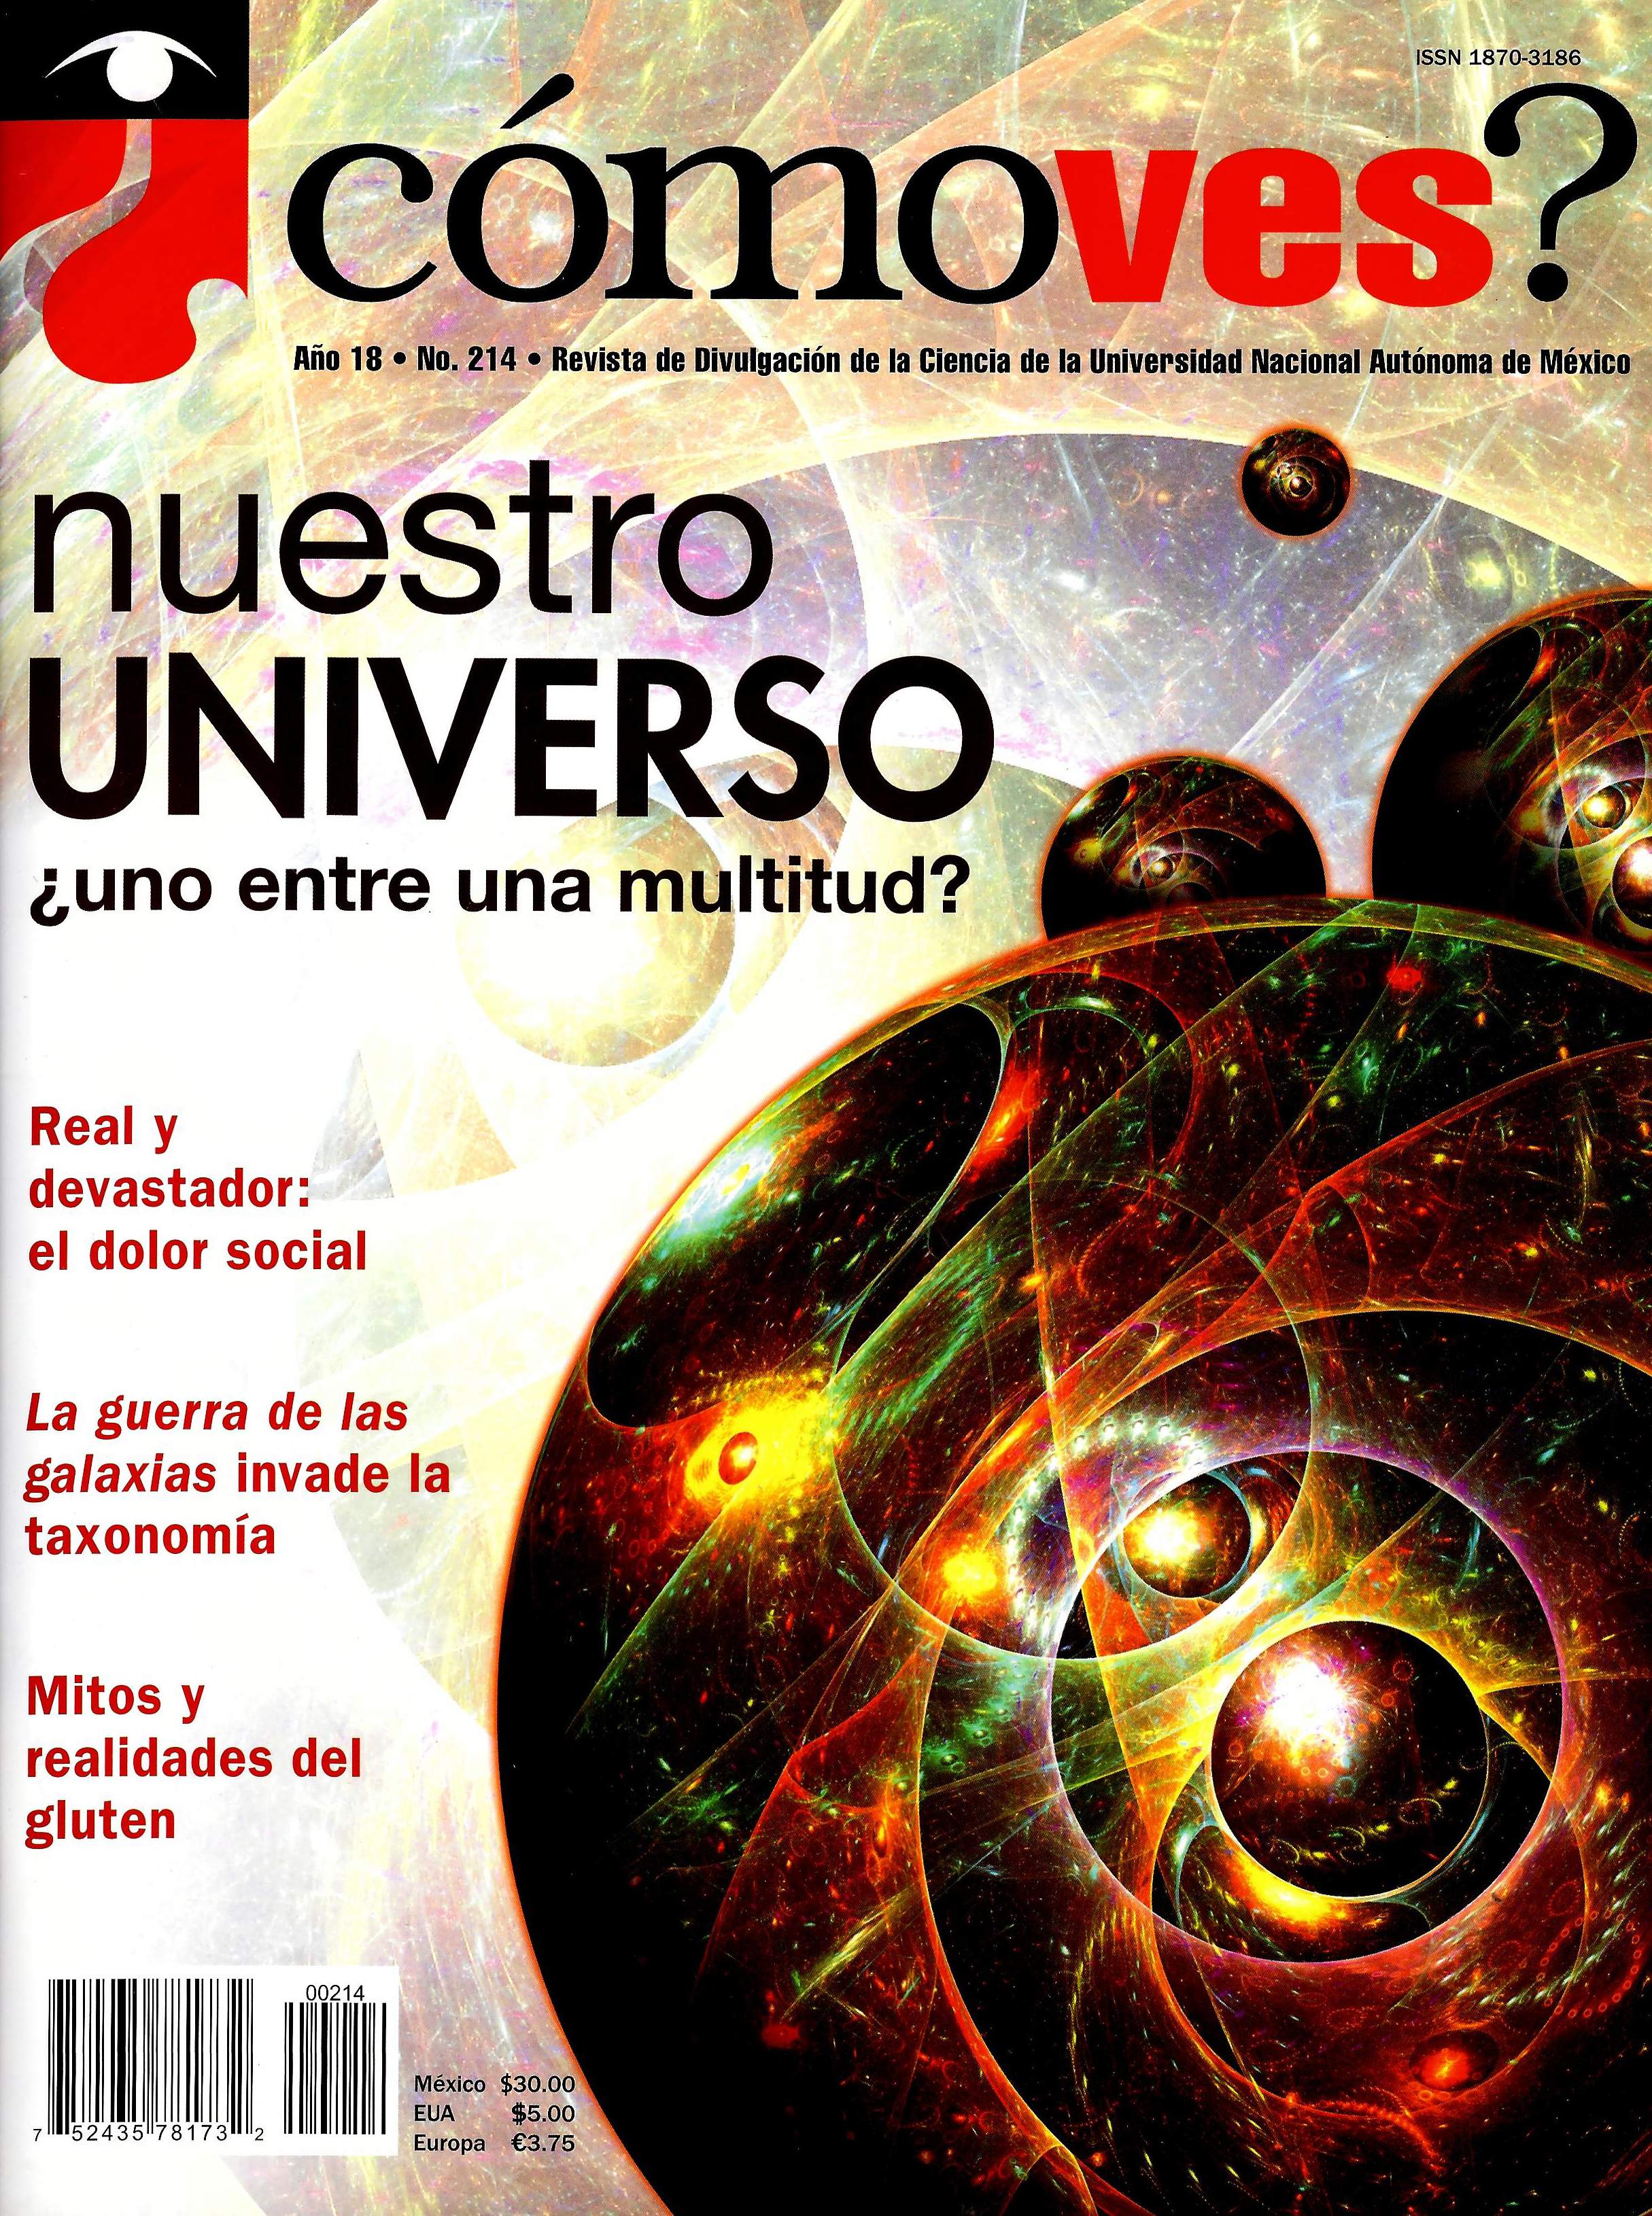 ISSN 1870-3186
¿cómoves?
Año 18 • No. 214 • Revista de Divulgación de la Ciencia de la Universidad Nacional Autónoma de México
nuestro
UNIVERSO
¿uno entre una multitud?
Real y
devastador:
el dolor social
La guerra de las
galaxias invade la
taxonomía
Mitos y
realidades del
gluten
00214
7 52435 78173 2
México $30.00
EUA $5.00
Europa €3.75